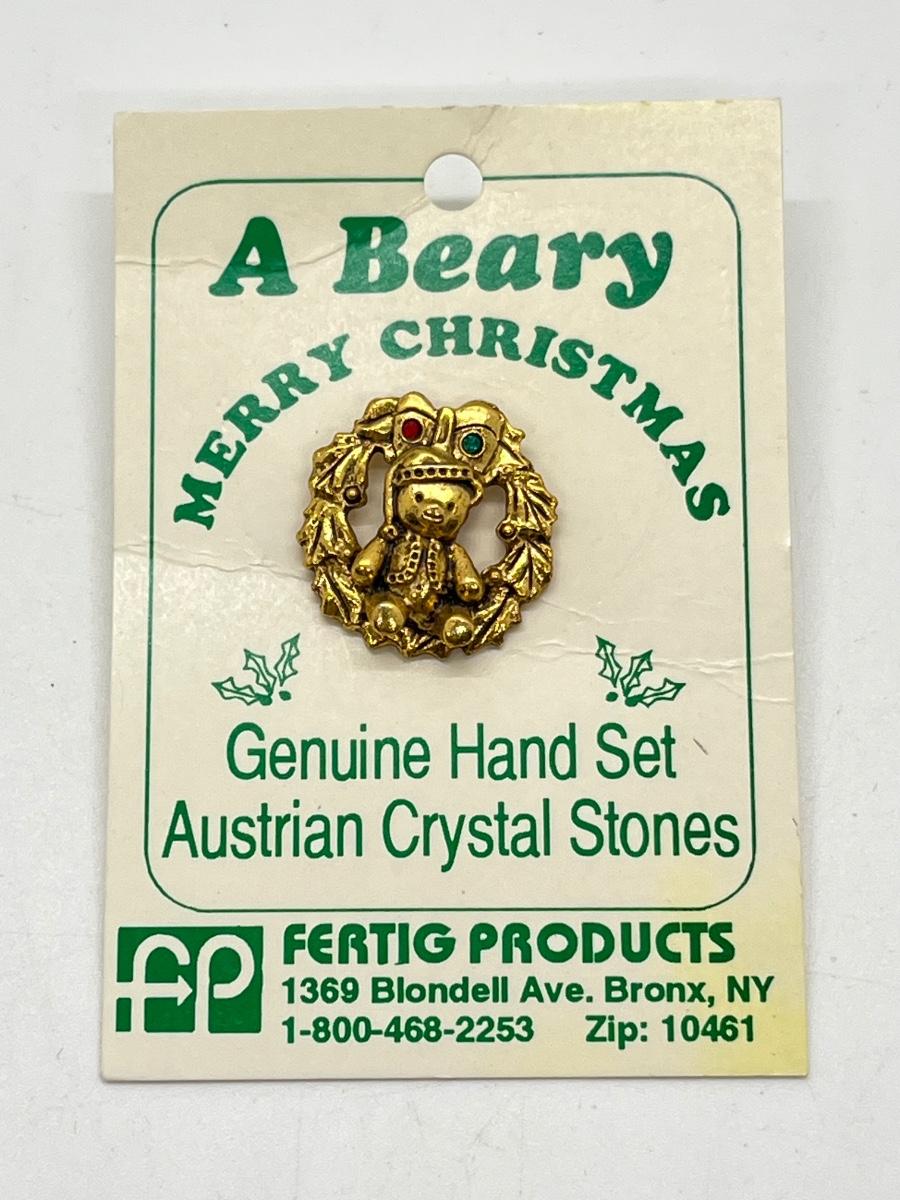 A Beary
MERRY CHRISTMAS
Genuine Hand Set
Austrian Crystal Stones
fp FERTIG PRODUCTS
1369 Blondell Ave. Bronx, NY
1-800-468-2253 Zip: 10461